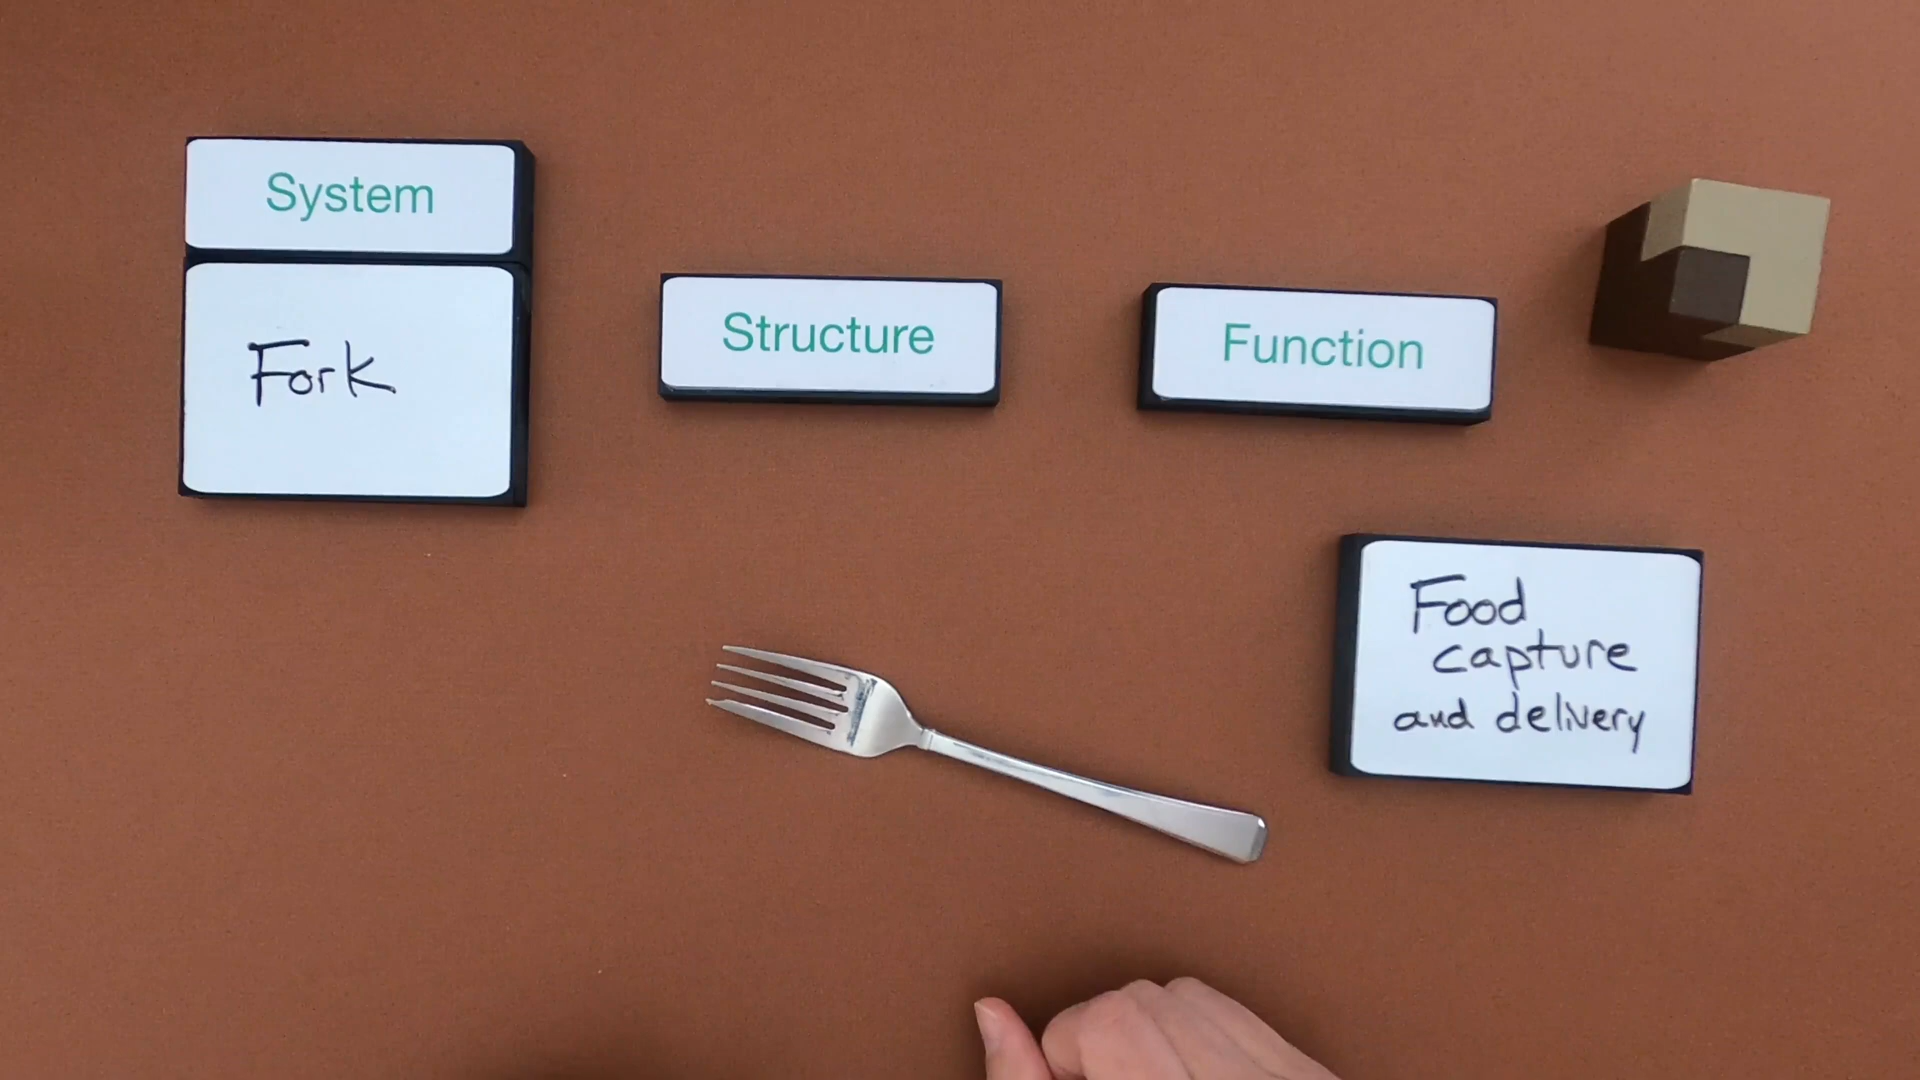 System
Fork
Structure
Function
Food
capture
and delivery